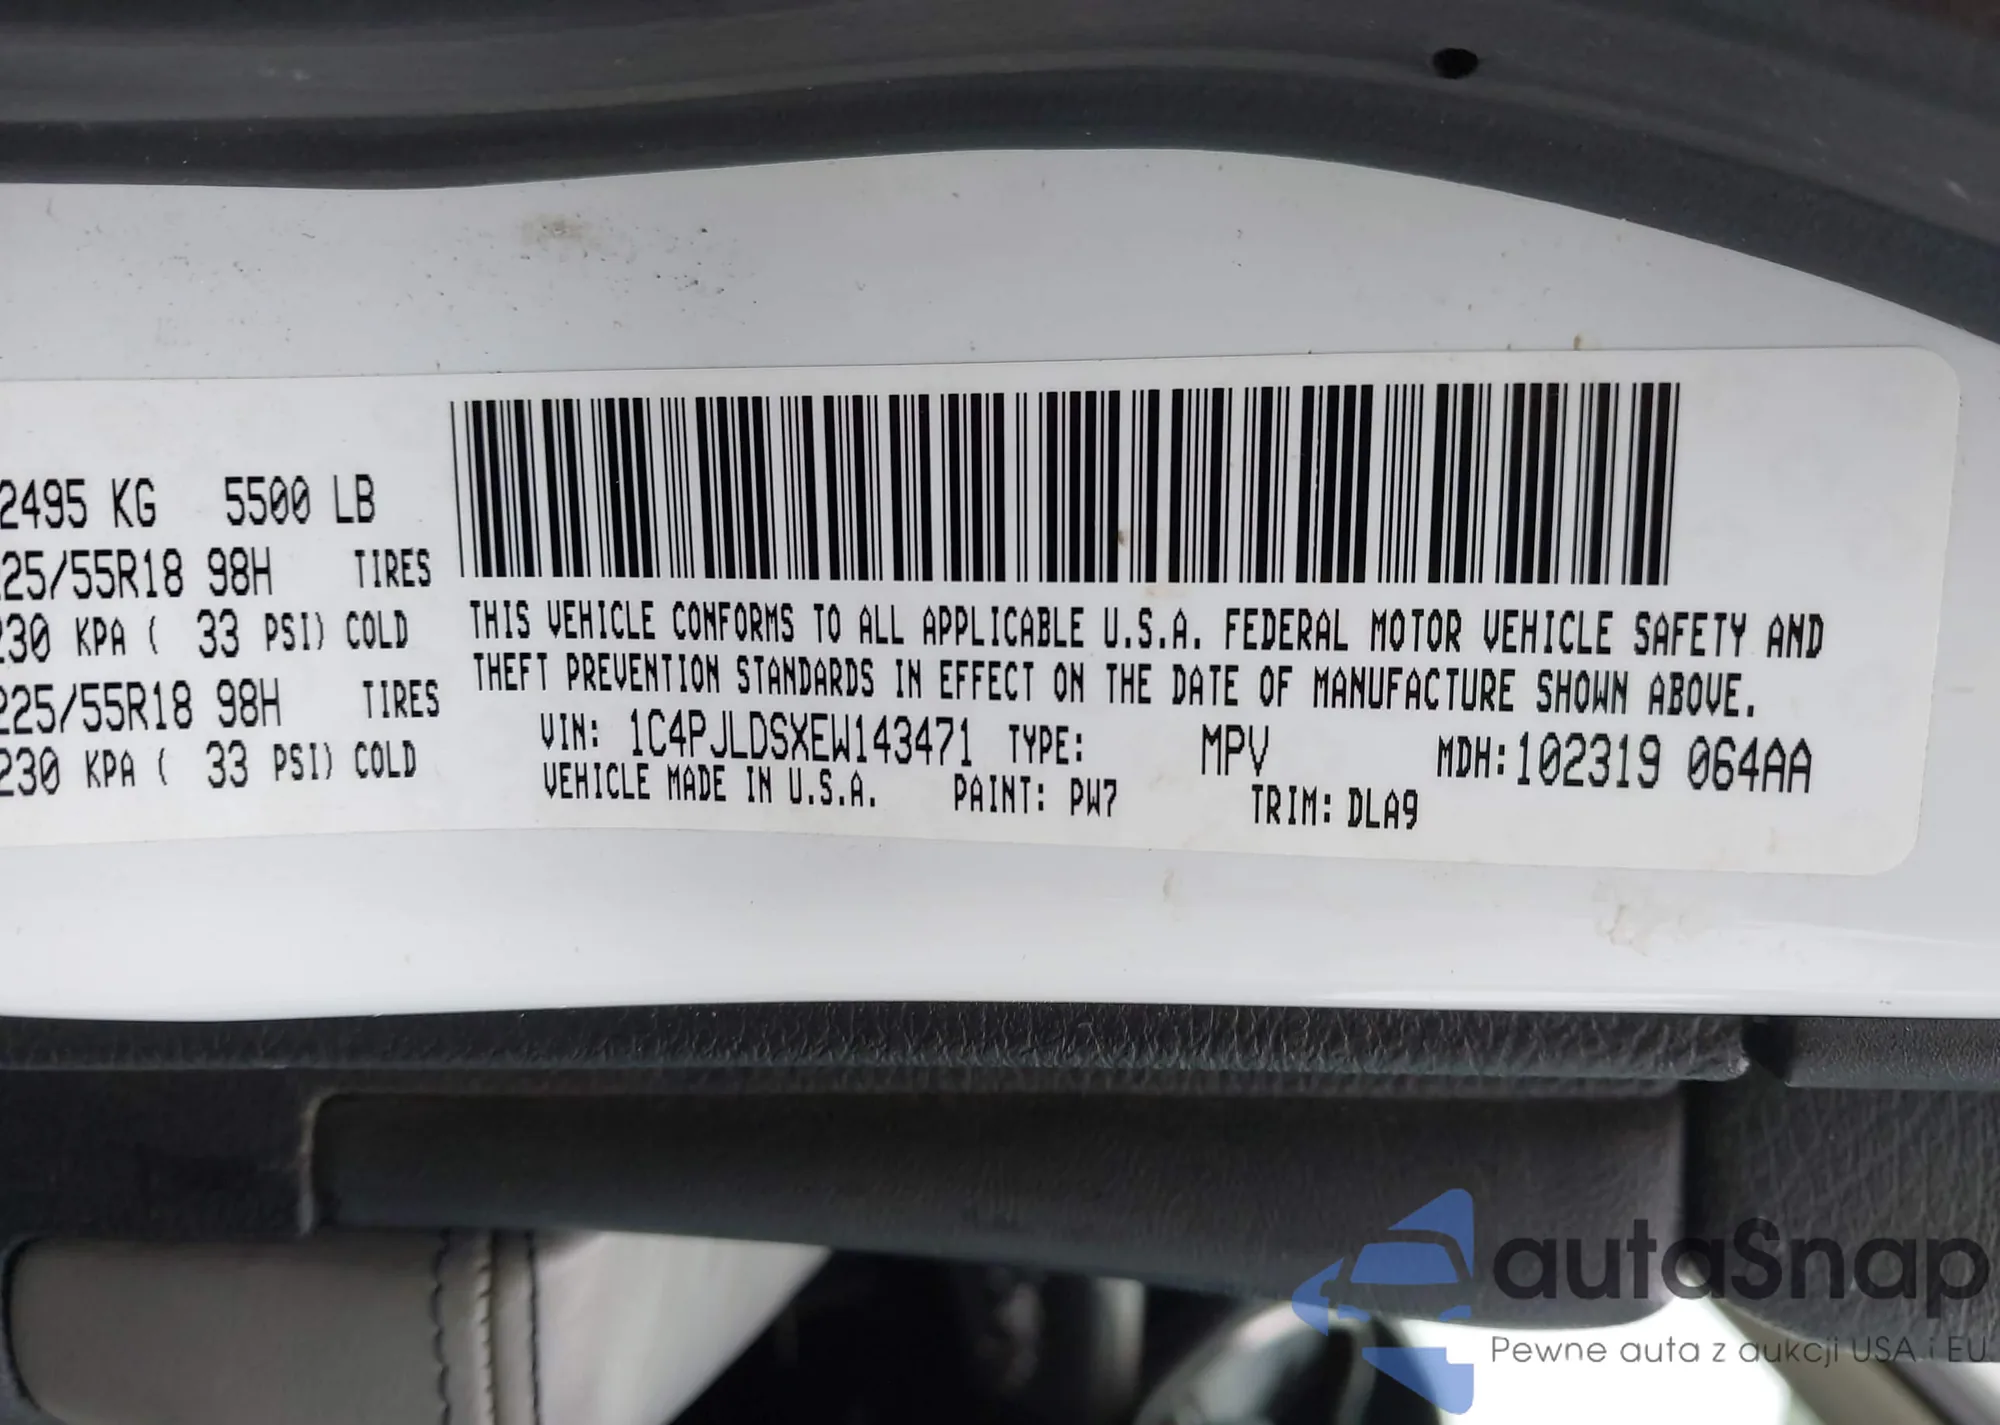 2495 KG 5500 LB
25/55R18 98H TIRES
230 KPA ( 33 PSI) COLD
225/55R18 98H TIRES
230 KPA ( 33 PSI) COLD
THIS VEHICLE CONFORMS TO ALL APPLICABLE U.S.A. FEDERAL MOTOR VEHICLE SAFETY AND
THEFT PREVENTION STANDARDS IN EFFECT ON THE DATE OF MANUFACTURE SHOWN ABOVE.
VIN: 1C4PJLDSXEW143471 TYPE: MPV MDH:102319 064AA
VEHICLE MADE IN U.S.A. PAINT: PW7 TRIM: DLA9
autaSnap
Pewne auta z aukcji USA i EU